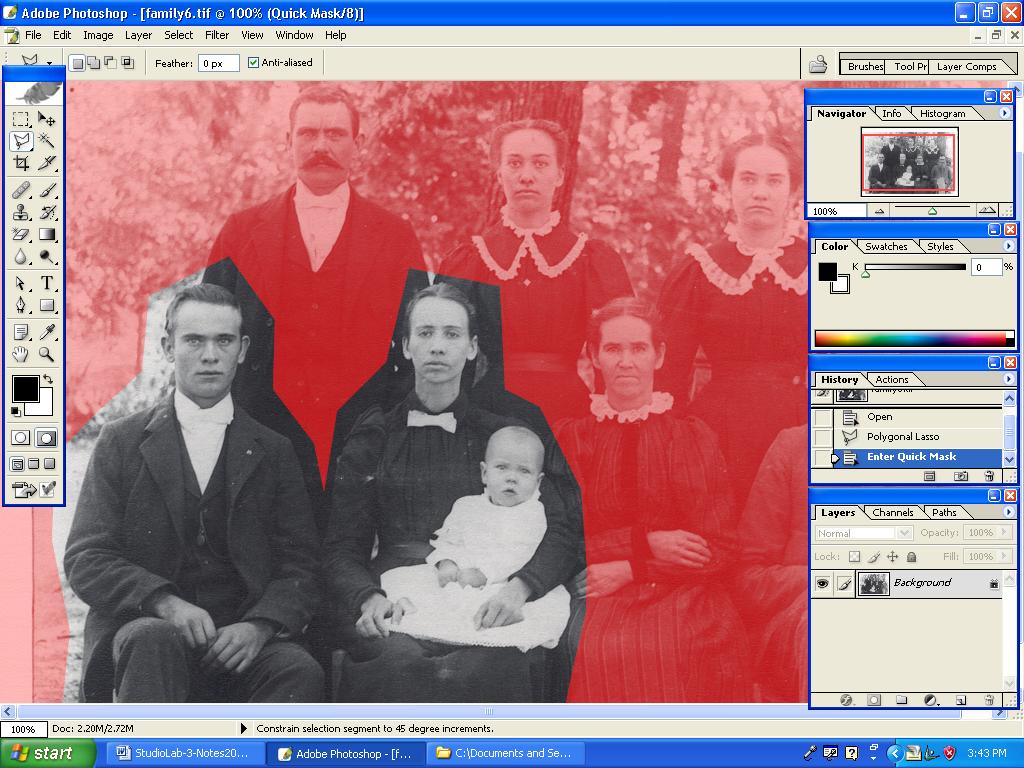 Adobe Photoshop - [family6.tif @ 100% (Quick Mask/8)]
File Edit Image Layer Select Filter View Window Help
Feather: 0 px Anti-aliased
Brushes Tool Pr Layer Comps
Navigator Info Histogram
100%
Color Swatches Styles
K 0 %
History Actions
Open
Polygonal Lasso
Enter Quick Mask
Layers Channels Paths
Normal Opacity: 100%
Lock: Fill: 100%
Background
100% Doc: 2.20M/2.72M Constrain selection segment to 45 degree increments.
start StudioLab-3-Notes20... Adobe Photoshop - [f... C:\Documents and Se... 3:43 PM